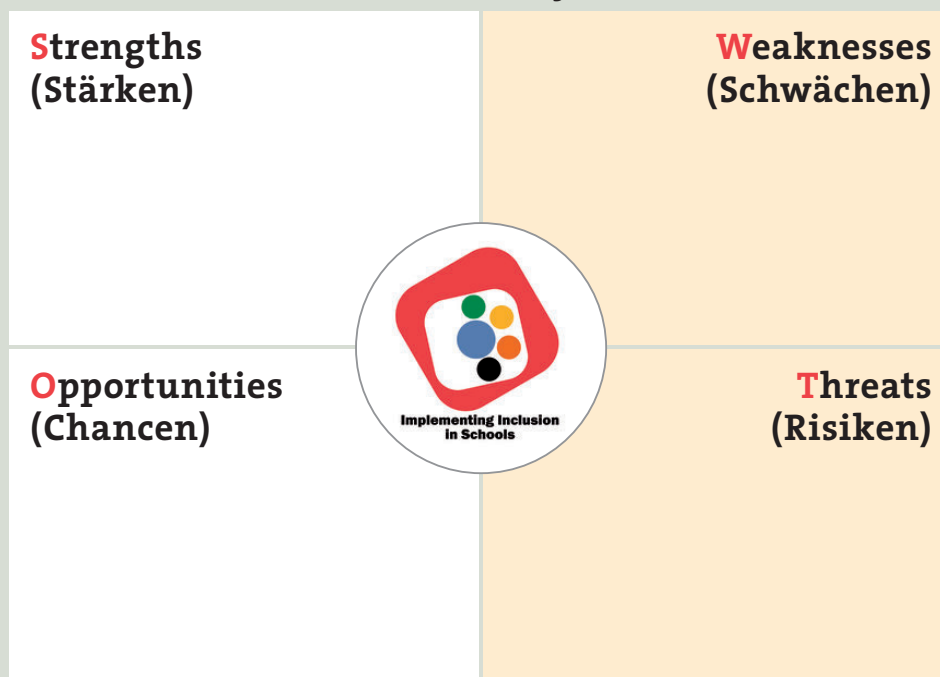 Strengths
(Stärken)
Weaknesses
(Schwächen)
Implementing Inclusion
in Schools
Opportunities
(Chancen)
Threats
(Risiken)